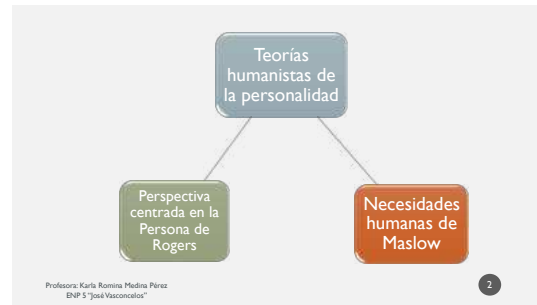 Teorías
humanistas de
la personalidad
Perspectiva
centrada en la
Persona de
Rogers
Necesidades
humanas de
Maslow
Profesora: Karla Romina Medina Pérez
ENP 5 "José Vasconcelos"
2